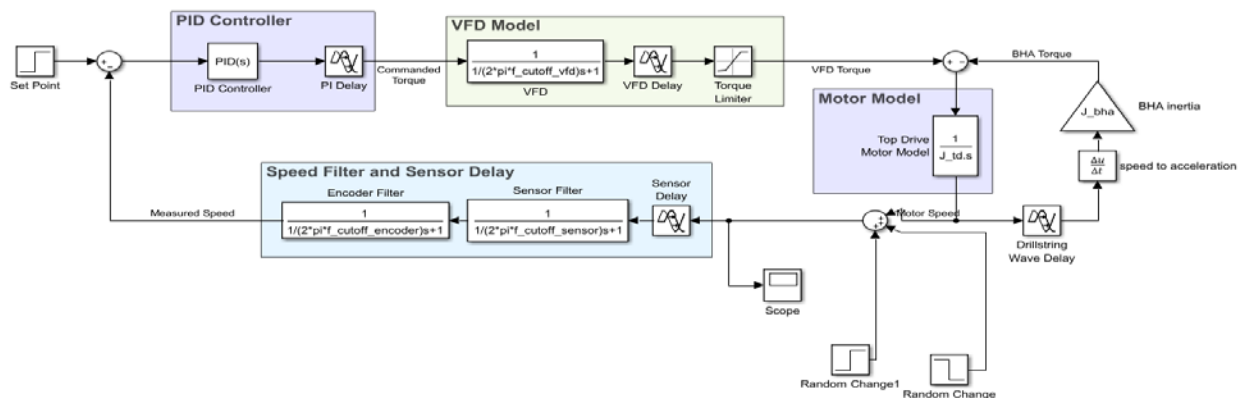 PID Controller
VFD Model
Set Point
+
−
PID(s)
PID Controller
PI Delay
Commanded
Torque
1
1/(2*pi*f_cutoff_vfd)s+1
VFD
VFD Delay
Torque
Limiter
VFD Torque
+
−
BHA Torque
J_bha
BHA inertia
Motor Model
Top Drive
Motor Model
1
J_td.s
Δu
Δt
speed to acceleration
Speed Filter and Sensor Delay
Encoder Filter
Sensor Filter
Sensor
Delay
Measured Speed
1
1/(2*pi*f_cutoff_encoder)s+1
1
1/(2*pi*f_cutoff_sensor)s+1
+
+
+
Motor Speed
Drillstring
Wave Delay
Scope
Random Change1
Random Change